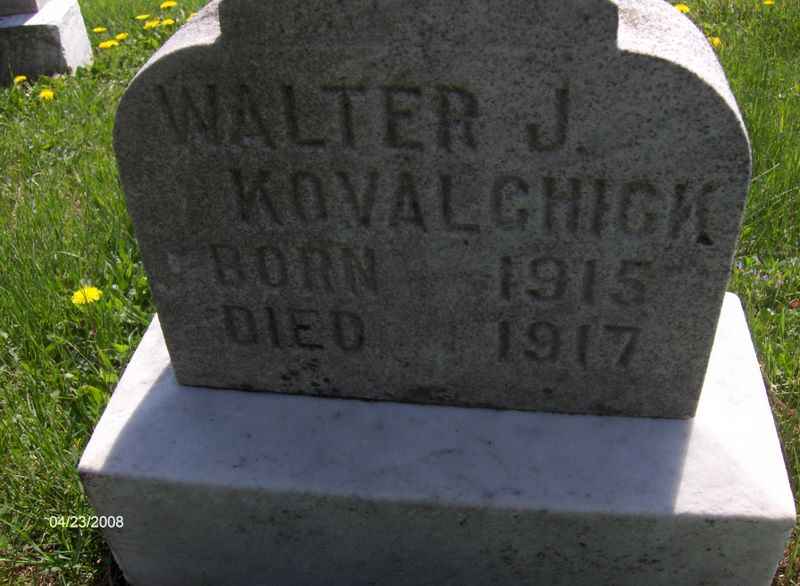 WALTER J.
KOVALCHICK
BORN 1915
DIED 1917
04/23/2008